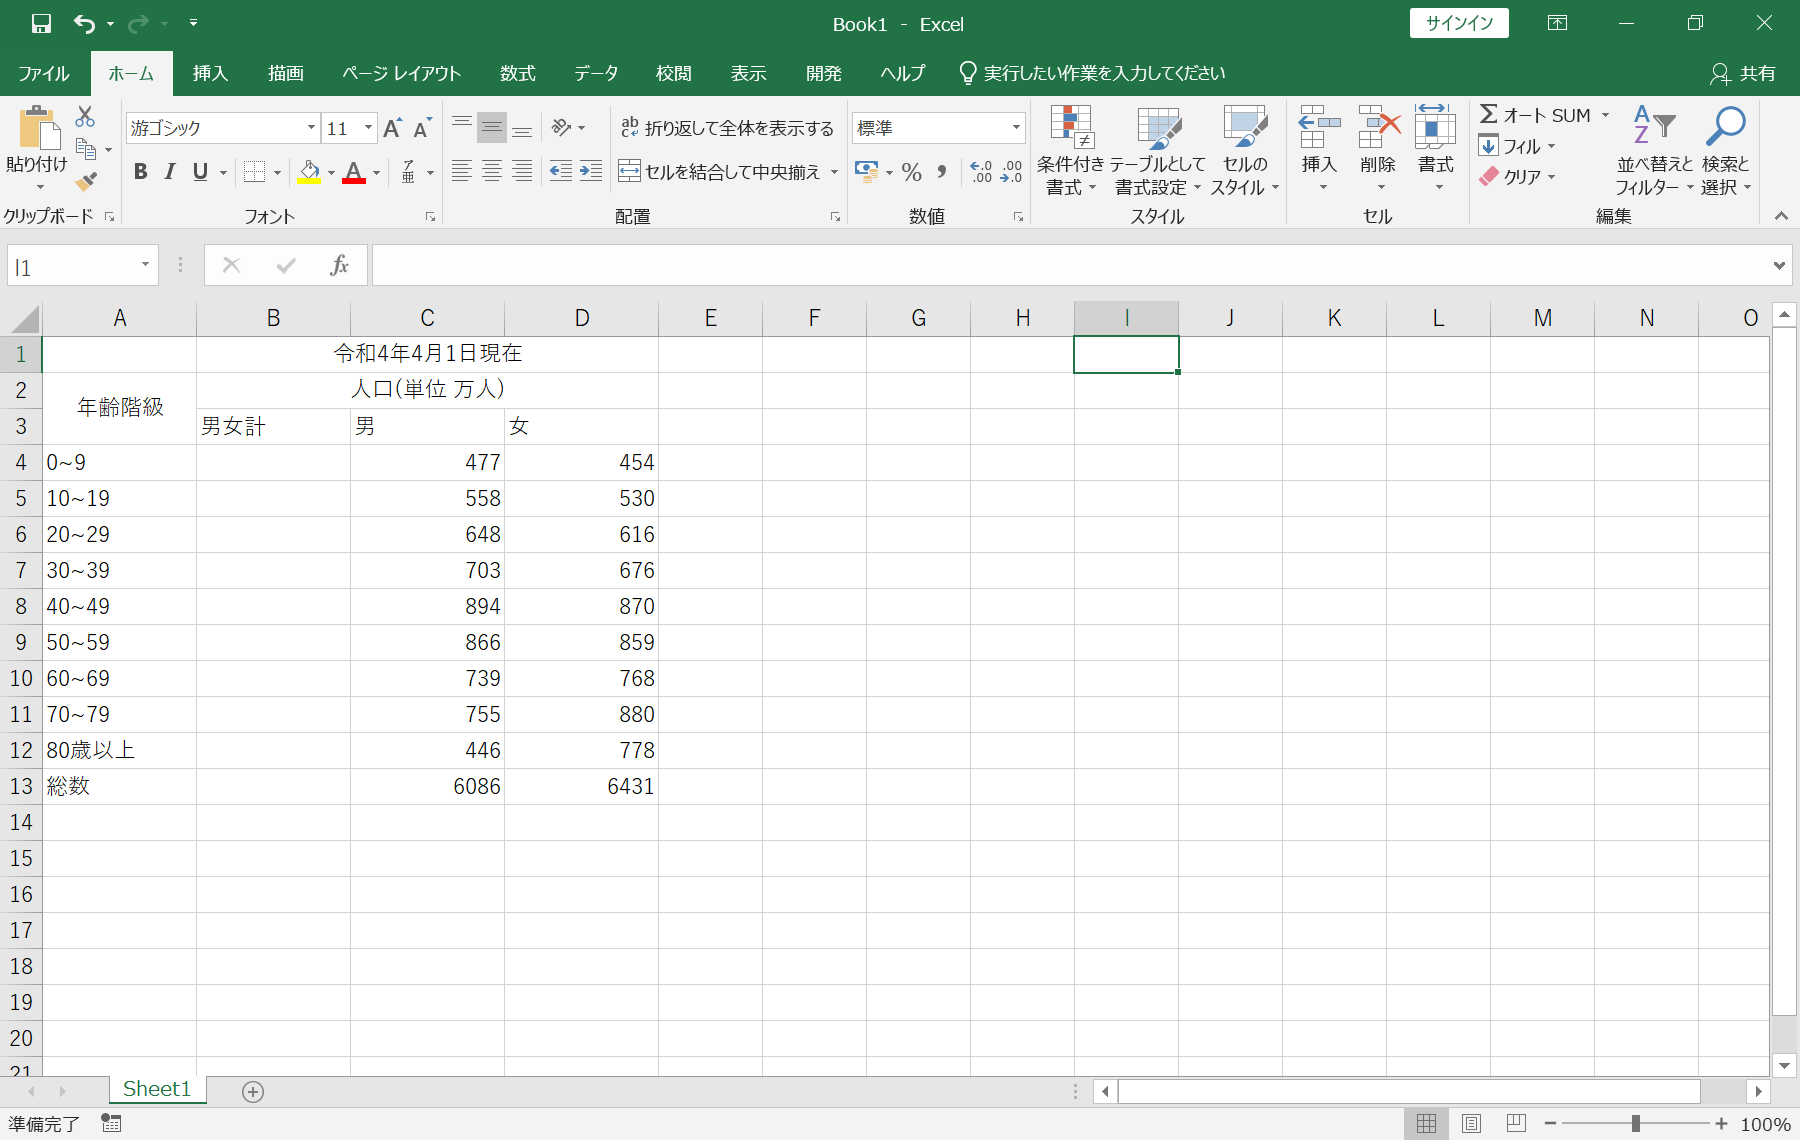 Book1 - Excel
サインイン
ファイル ホーム 挿入 描画 ページ レイアウト 数式 データ 校閲 表示 開発 ヘルプ 実行したい作業を入力してください 共有
貼り付け
クリップボード
游ゴシック 11 A A
B I U A ア亜
フォント
ab c 折り返して全体を表示する
セルを結合して中央揃え
配置
標準
% , .0 .00 .00 .0
数値
条件付き書式
テーブルとして書式設定
セルのスタイル
スタイル
挿入 削除 書式
セル
Σ オート SUM
フィル
クリア
A Z
並べ替えとフィルター
検索と選択
編集
I1 fx
A B C D E F G H I J K L M N O
1 令和4年4月1日現在
2 年齢階級 人口(単位 万人)
3 男女計 男 女
4 0~9 477 454
5 10~19 558 530
6 20~29 648 616
7 30~39 703 676
8 40~49 894 870
9 50~59 866 859
10 60~69 739 768
11 70~79 755 880
12 80歳以上 446 778
13 総数 6086 6431
14
15
16
17
18
19
20
21
Sheet1
準備完了 100%